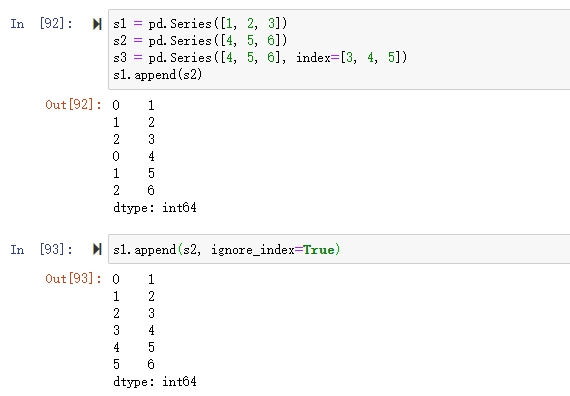 In [92]: s1 = pd.Series([1, 2, 3])
s2 = pd.Series([4, 5, 6])
s3 = pd.Series([4, 5, 6], index=[3, 4, 5])
s1.append(s2)
Out[92]: 0 1
1 2
2 3
0 4
1 5
2 6
dtype: int64
In [93]: s1.append(s2, ignore_index=True)
Out[93]: 0 1
1 2
2 3
3 4
4 5
5 6
dtype: int64